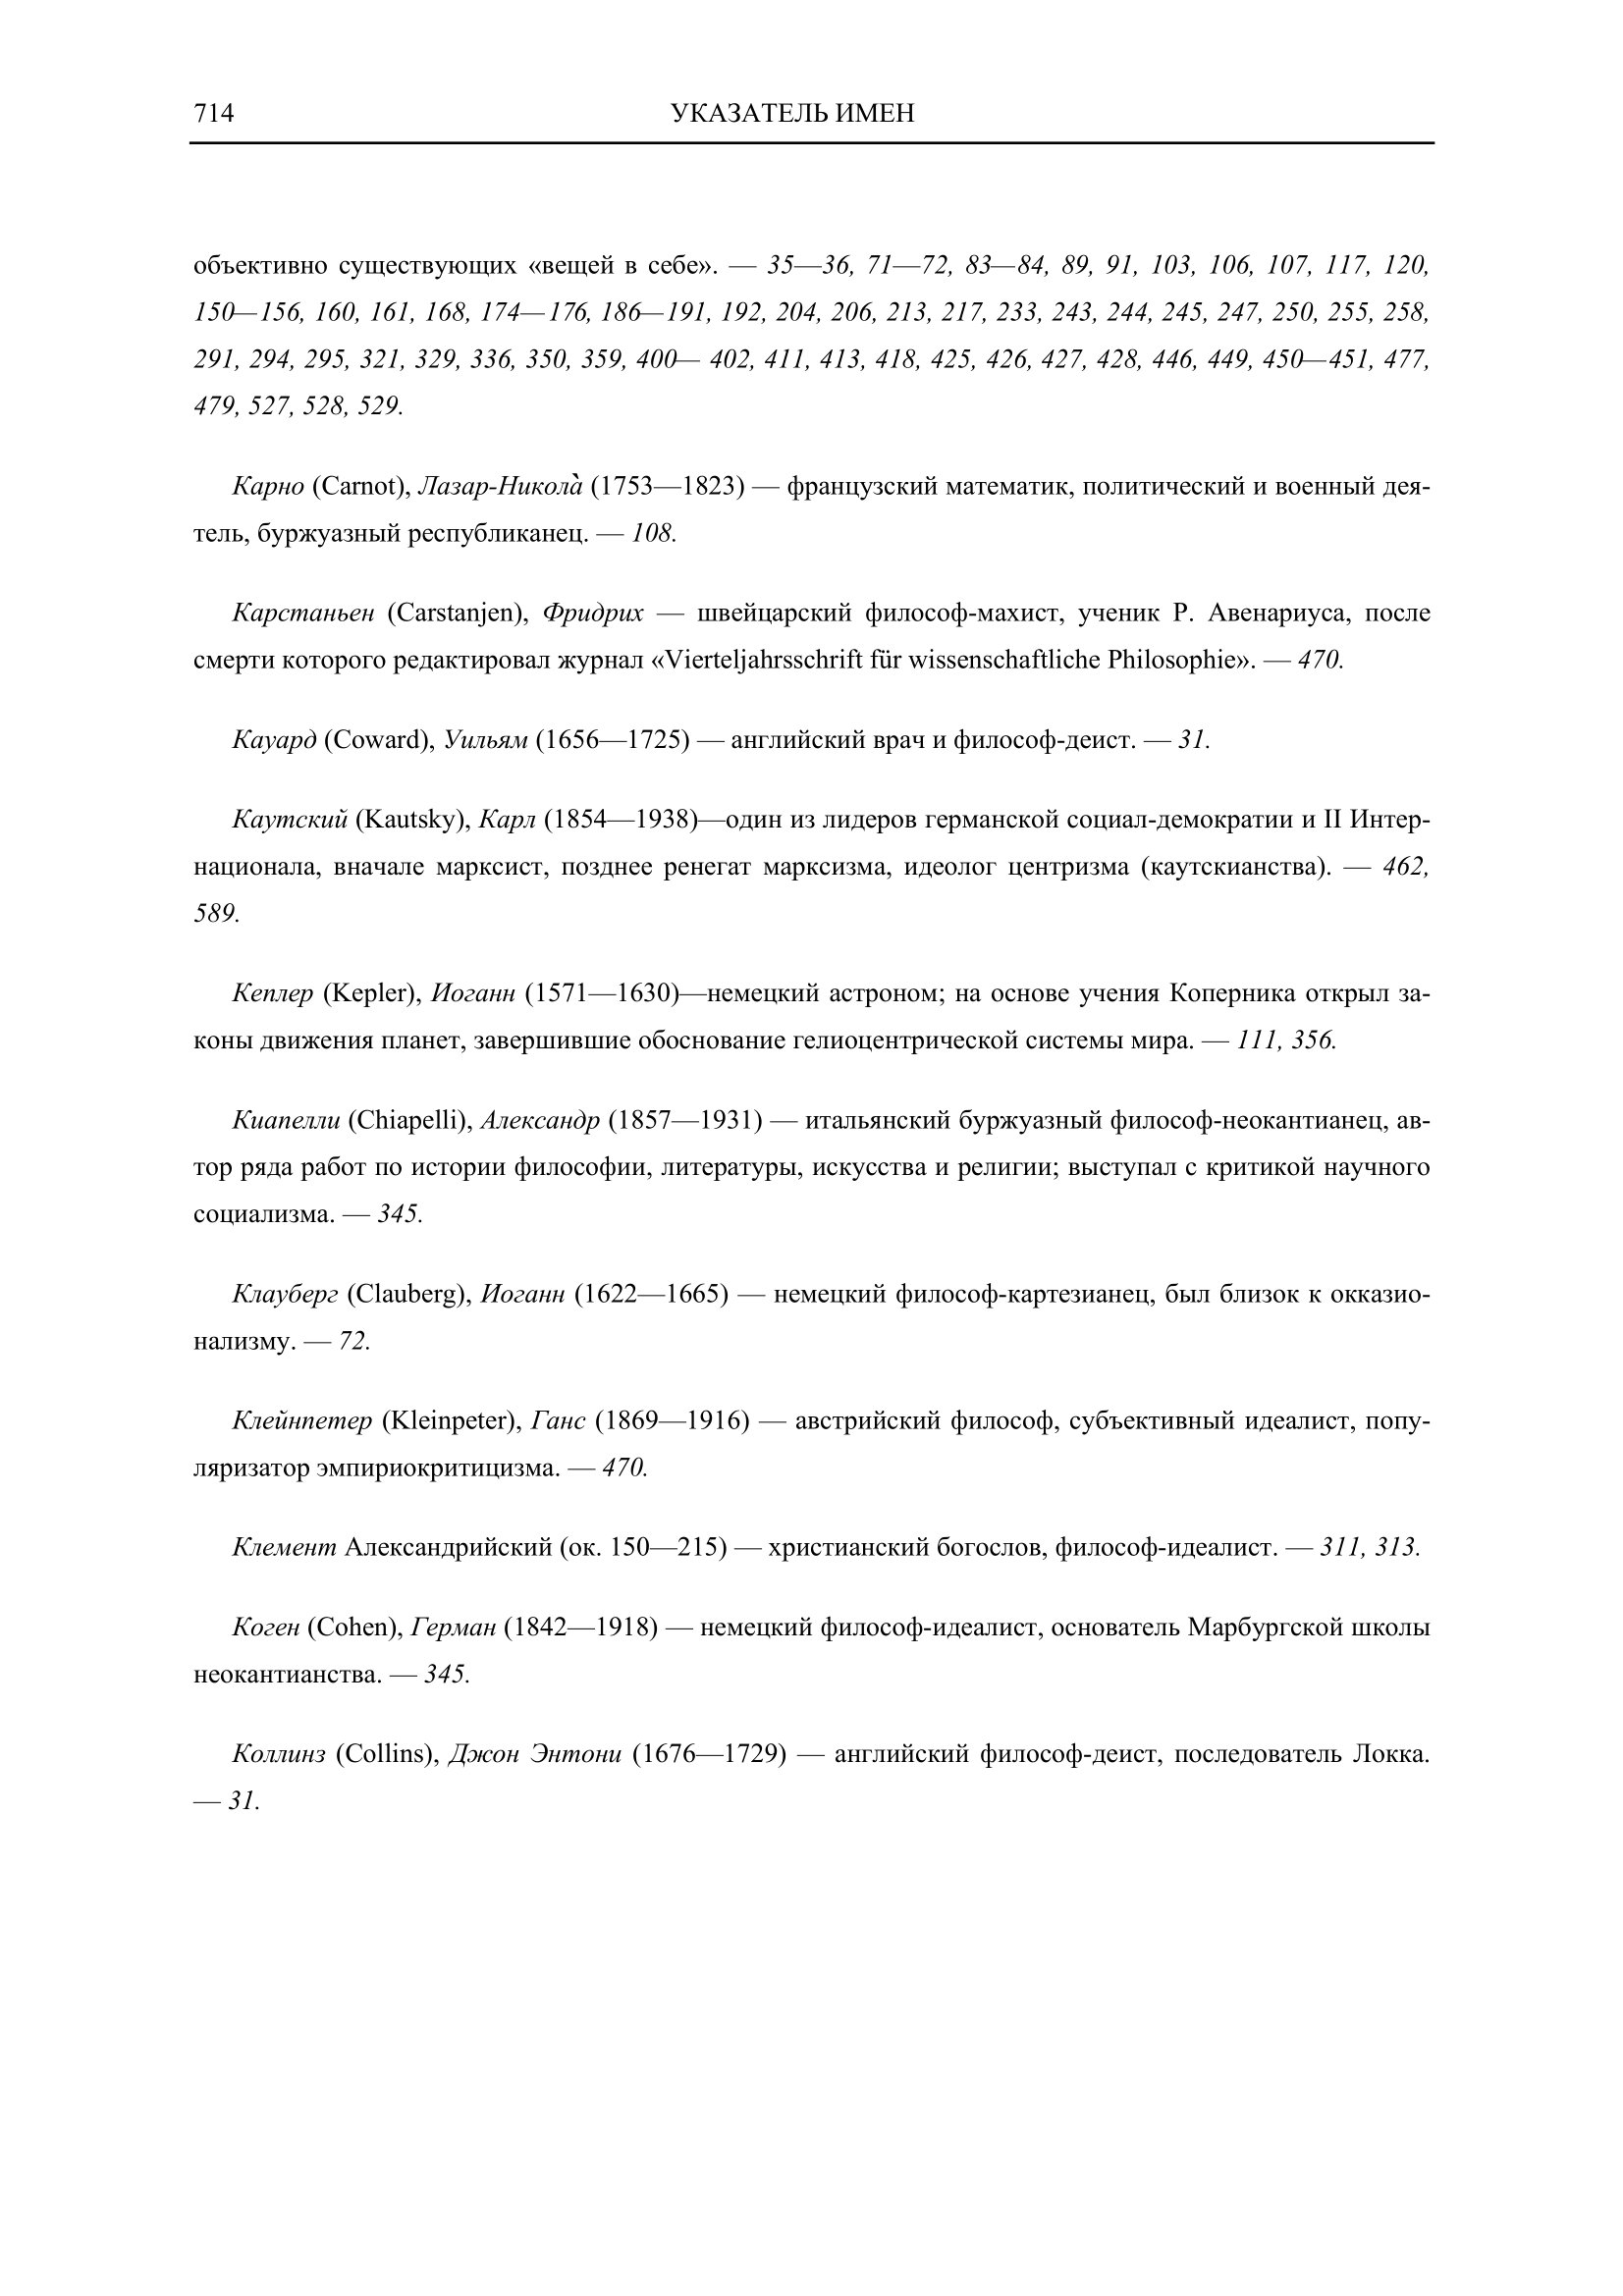 714 УКАЗАТЕЛЬ ИМЕН
объективно существующих «вещей в себе». — 35—36, 71—72, 83—84, 89, 91, 103, 106, 107, 117, 120,
150—156, 160, 161, 168, 174—176, 186—191, 192, 204, 206, 213, 217, 233, 243, 244, 245, 247, 250, 255, 258,
291, 294, 295, 321, 329, 336, 350, 359, 400— 402, 411, 413, 418, 425, 426, 427, 428, 446, 449, 450—451, 477,
479, 527, 528, 529.
Карно (Carnot), Лазар-Никола̀ (1753—1823) — французский математик, политический и военный дея-
тель, буржуазный республиканец. — 108.
Карстаньен (Carstanjen), Фридрих — швейцарский философ-махист, ученик Р. Авенариуса, после
смерти которого редактировал журнал «Vierteljahrsschrift für wissenschaftliche Philosophie». — 470.
Кауард (Coward), Уильям (1656—1725) — английский врач и философ-деист. — 31.
Каутский (Kautsky), Карл (1854—1938)—один из лидеров германской социал-демократии и II Интер-
национала, вначале марксист, позднее ренегат марксизма, идеолог центризма (каутскианства). — 462,
589.
Кеплер (Kepler), Иоганн (1571—1630)—немецкий астроном; на основе учения Коперника открыл за-
коны движения планет, завершившие обоснование гелиоцентрической системы мира. — 111, 356.
Киапелли (Chiapelli), Александр (1857—1931) — итальянский буржуазный философ-неокантианец, ав-
тор ряда работ по истории философии, литературы, искусства и религии; выступал с критикой научного
социализма. — 345.
Клауберг (Clauberg), Иоганн (1622—1665) — немецкий философ-картезианец, был близок к окказио-
нализму. — 72.
Клейнпетер (Kleinpeter), Ганс (1869—1916) — австрийский философ, субъективный идеалист, попу-
ляризатор эмпириокритицизма. — 470.
Клемент Александрийский (ок. 150—215) — христианский богослов, философ-идеалист. — 311, 313.
Коген (Cohen), Герман (1842—1918) — немецкий философ-идеалист, основатель Марбургской школы
неокантианства. — 345.
Коллинз (Collins), Джон Энтони (1676—1729) — английский философ-деист, последователь Локка.
— 31.